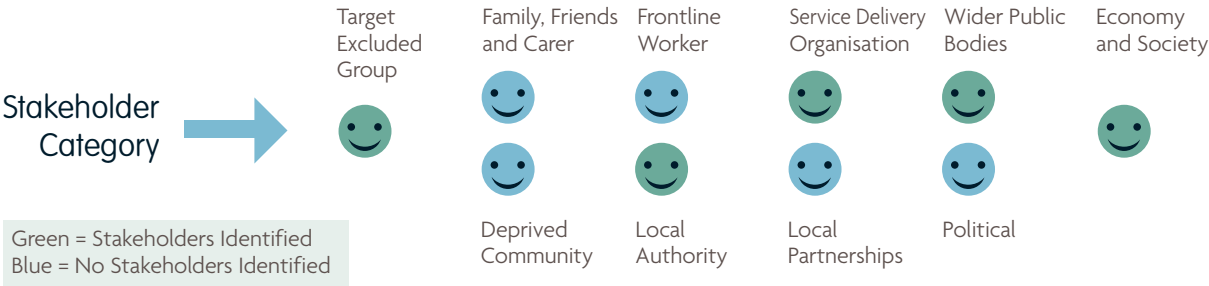 Target
Excluded
Group
Family, Friends
and Carer
Frontline
Worker
Service Delivery
Organisation
Wider Public
Bodies
Economy
and Society
Stakeholder
Category
Deprived
Community
Local
Authority
Local
Partnerships
Political
Green = Stakeholders Identified
Blue = No Stakeholders Identified